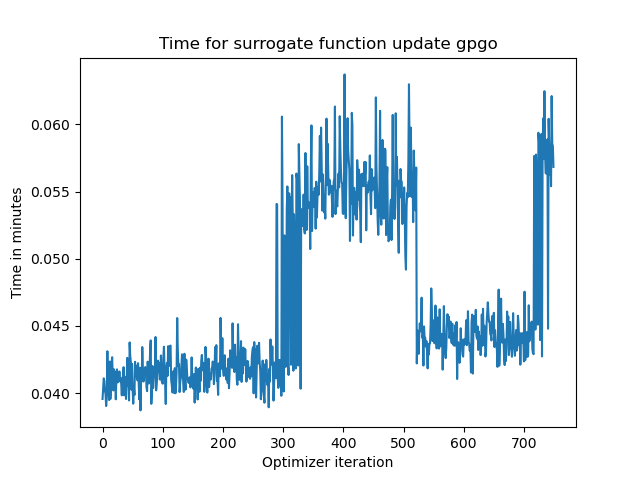 Time for surrogate function update gpgo
0.060
0.055
0.050
0.045
0.040
Time in minutes
0 100 200 300 400 500 600 700
Optimizer iteration